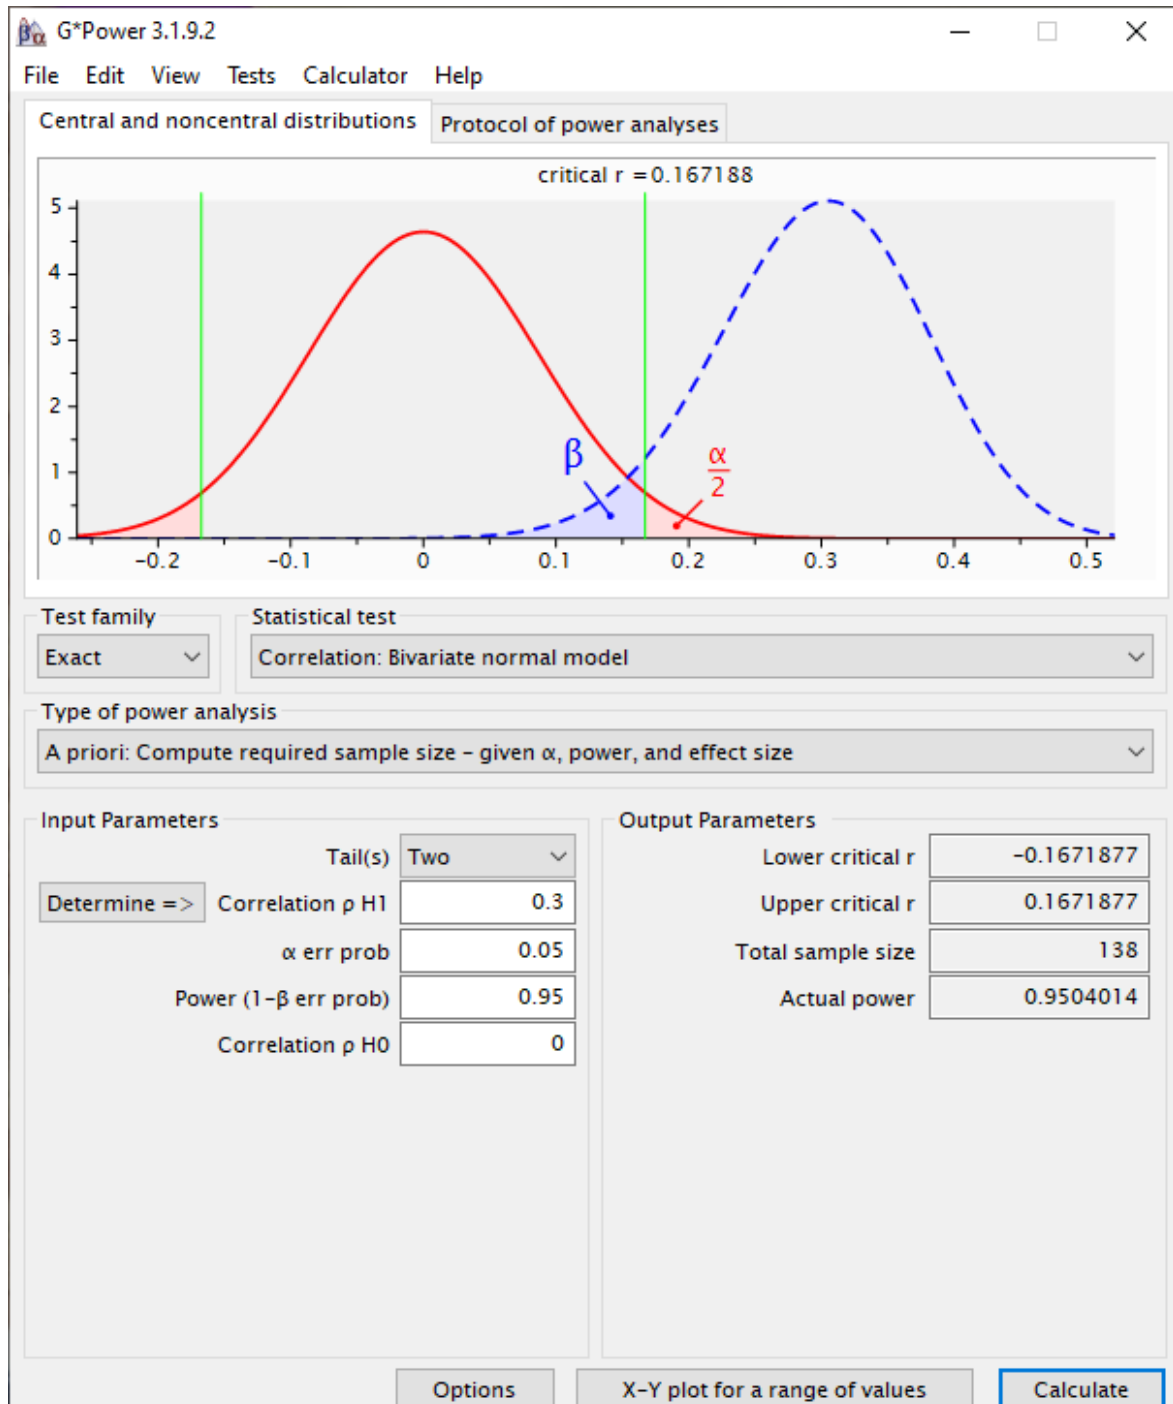 G*Power 3.1.9.2
File Edit View Tests Calculator Help
Central and noncentral distributions Protocol of power analyses
critical r = 0.167188
5
4
3
2
1
0
β
α
2
-0.2 -0.1 0 0.1 0.2 0.3 0.4 0.5
Test family Statistical test
Exact Correlation: Bivariate normal model
Type of power analysis
A priori: Compute required sample size - given α, power, and effect size
Input Parameters Output Parameters
Tail(s) Two Lower critical r -0.1671877
Determine => Correlation ρ H1 0.3 Upper critical r 0.1671877
α err prob 0.05 Total sample size 138
Power (1-β err prob) 0.95 Actual power 0.9504014
Correlation ρ H0 0
Options X-Y plot for a range of values Calculate